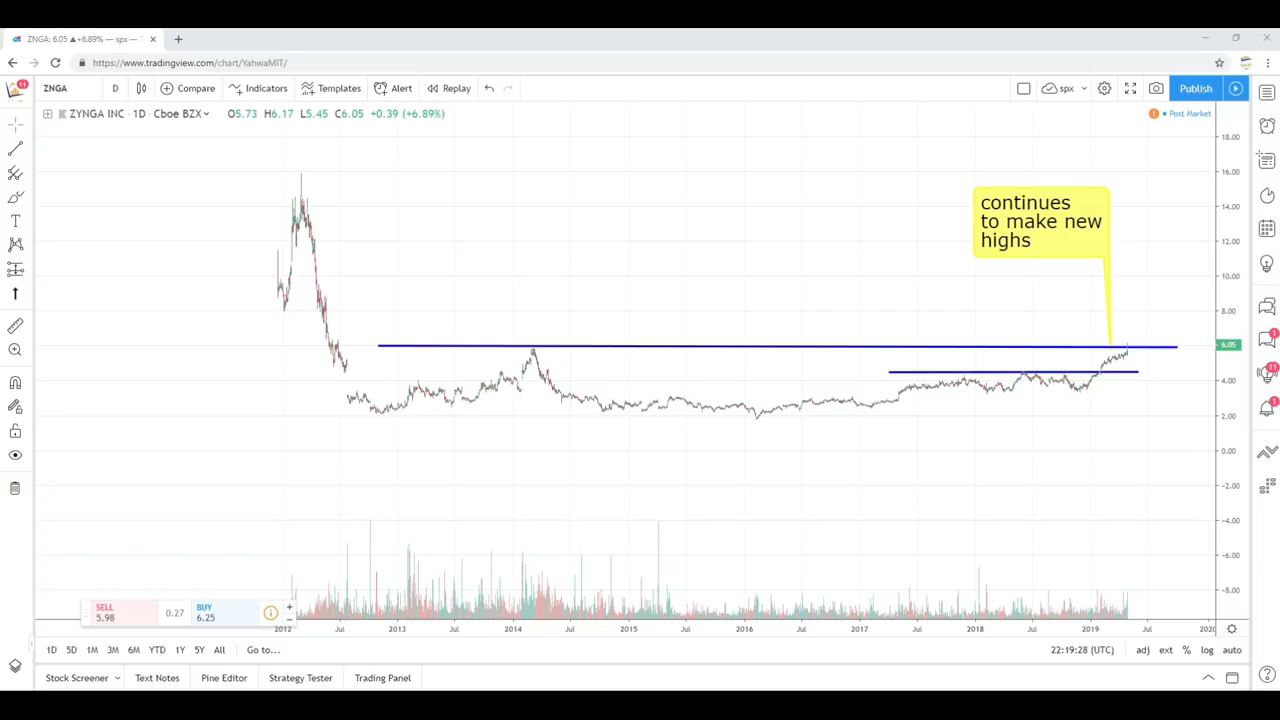 ZNGA: 6.05 ▲+6.89% — spx —
https://www.tradingview.com/chart/YahwaMIT/
11
ZNGA D Compare Indicators Templates Alert Replay spx Publish
ZYNGA INC · 1D · Cboe BZX O5.73 H6.17 L5.45 C6.05 +0.39 (+6.89%)
Post Market
18.00
16.00
14.00
12.00
10.00
8.00
6.05
4.00
2.00
0.00
−2.00
−4.00
−6.00
−8.00
continues
to make new
highs
1
11
1
SELL
5.98
0.27
BUY
6.25
2012 Jul 2013 Jul 2014 Jul 2015 Jul 2016 Jul 2017 Jul 2018 Jul 2019 Jul 2020
1D 5D 1M 3M 6M YTD 1Y 5Y All Go to... 22:19:28 (UTC) adj ext % log auto
Stock Screener Text Notes Pine Editor Strategy Tester Trading Panel